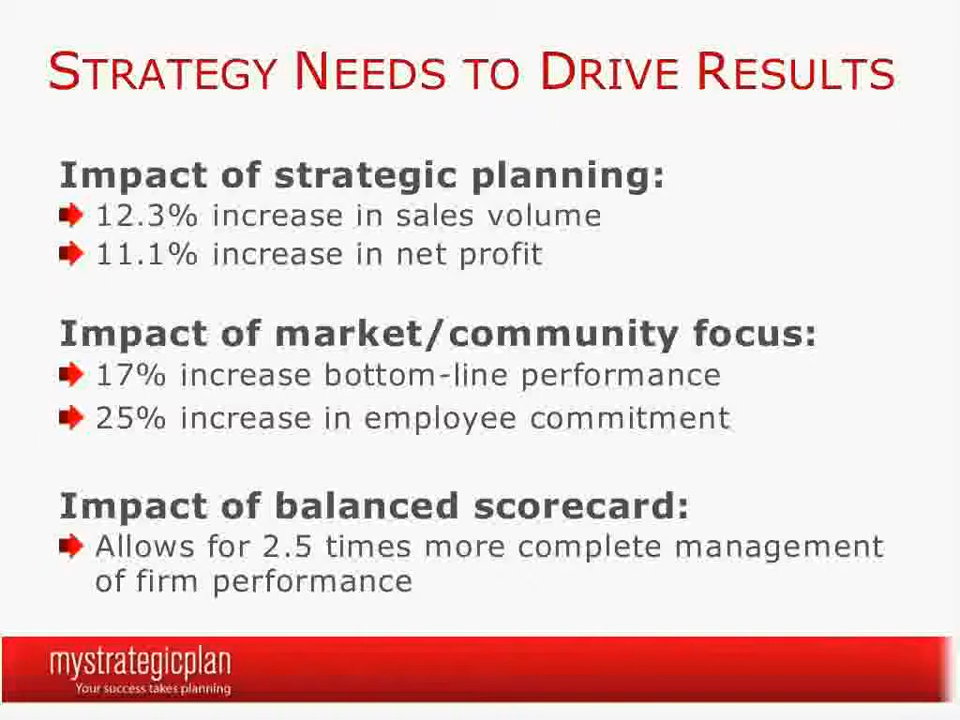 STRATEGY NEEDS TO DRIVE RESULTS
Impact of strategic planning:
12.3% increase in sales volume
11.1% increase in net profit
Impact of market/community focus:
17% increase bottom-line performance
25% increase in employee commitment
Impact of balanced scorecard:
Allows for 2.5 times more complete management
of firm performance
mystrategicplan
Your success takes planning